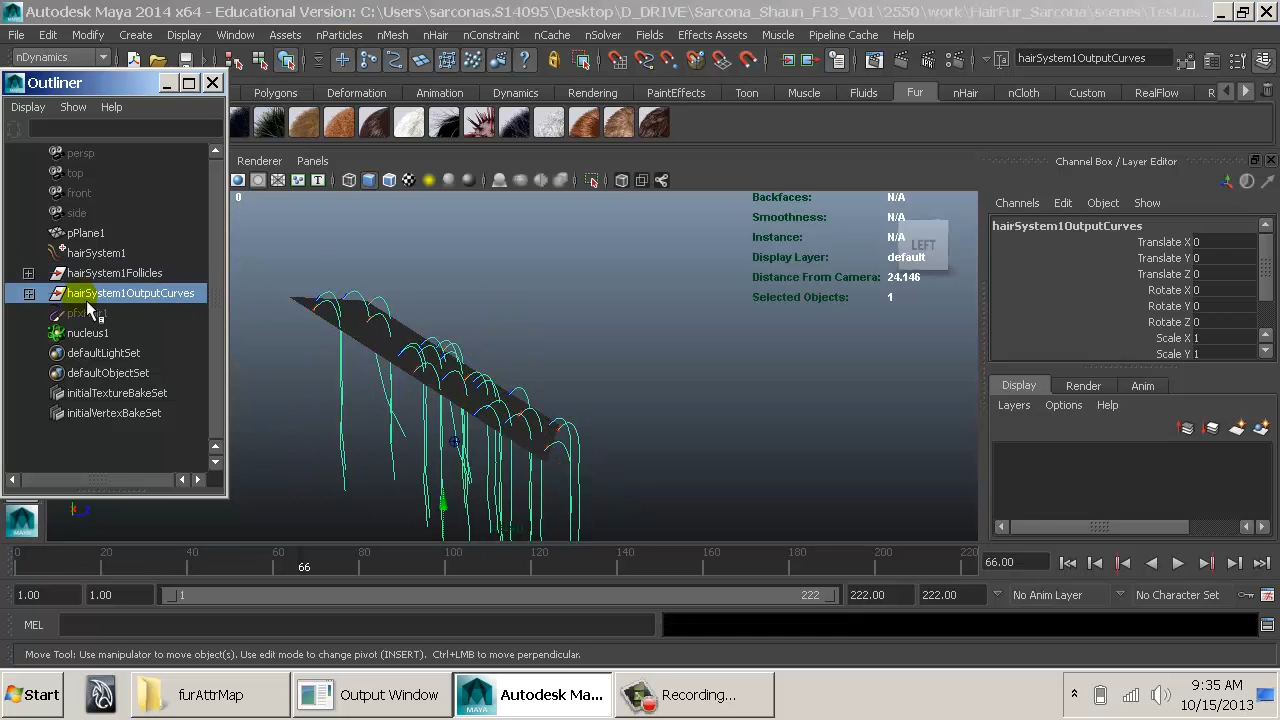 Autodesk Maya 2014 x64 - Educational Version: C:\Users\sarconas.S14095\Desktop\D_DRIVE\Sarcona_Shaun_F13_V01\2550\work\HairFur_Sarcona\scenes\Test.m...
File Edit Modify Create Display Window Assets nParticles nMesh nHair nConstraint nCache nSolver Fields Effects Assets Muscle Pipeline Cache Help
nDynamics hairSystem1OutputCurves
Outliner
Polygons Deformation Animation Dynamics Rendering PaintEffects Toon Muscle Fluids Fur nHair nCloth Custom RealFlow R
Display Show Help
persp
top
front
side
pPlane1
hairSystem1
hairSystem1Follicles
hairSystem1OutputCurves
nucleus1
defaultLightSet
defaultObjectSet
initialTextureBakeSet
initialVertexBakeSet
Renderer Panels
0
Backfaces: N/A
Smoothness: N/A
Instance: N/A
Display Layer: default
Distance From Camera: 24.146
Selected Objects: 1
LEFT
Channel Box / Layer Editor
Channels Edit Object Show
hairSystem1OutputCurves
Translate X 0
Translate Y 0
Translate Z 0
Rotate X 0
Rotate Y 0
Rotate Z 0
Scale X 1
Scale Y 1
Display Render Anim
Layers Options Help
0 20 40 60 80 100 120 140 160 180 200 220
66
66.00
1.00 1.00 1 222 222.00 222.00 No Anim Layer No Character Set
MEL
Move Tool: Use manipulator to move object(s). Use edit mode to change pivot (INSERT). Ctrl+LMB to move perpendicular.
Start furAttrMap Output Window MAYA Autodesk Ma... Recording... 9:35 AM
10/15/2013